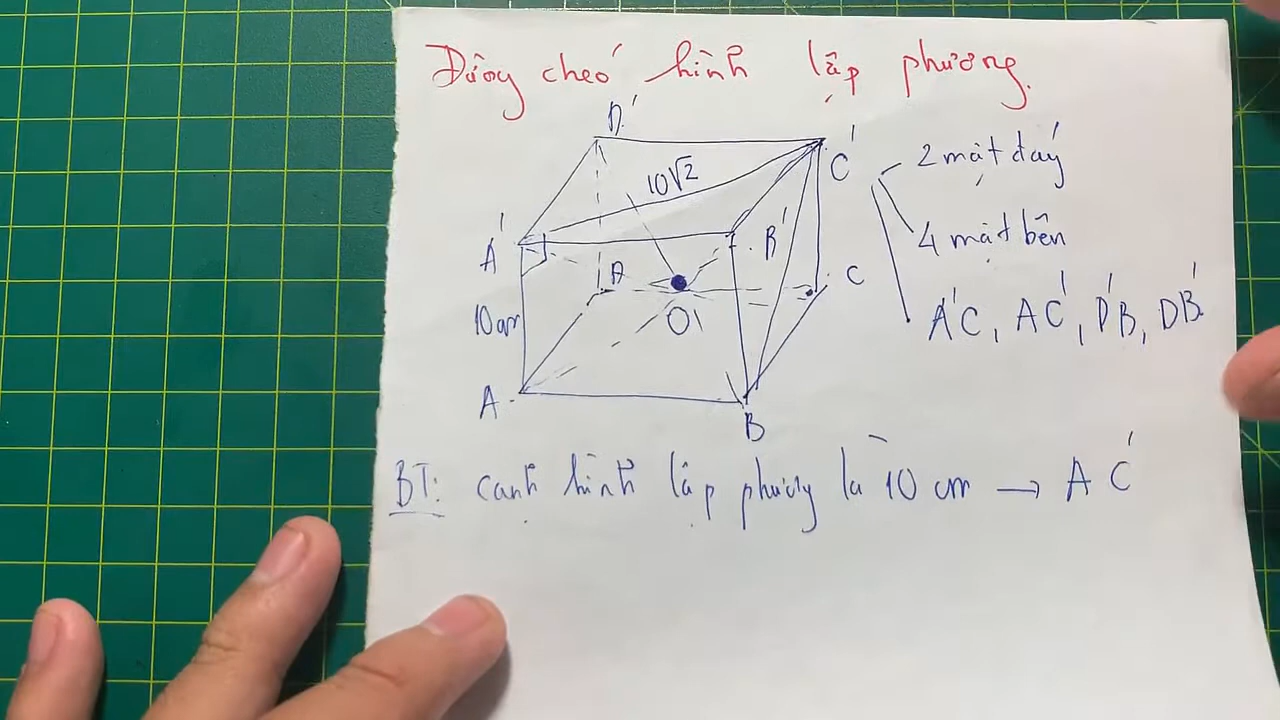 Đường chéo hình lập phương.
D'
C'
10√2
A'
B'
10cm
D
C
O
A
B
2 mặt đáy
4 mặt bên
A'C, AC', D'B, DB'
BT: cạnh hình lập phương là 10 cm → AC'